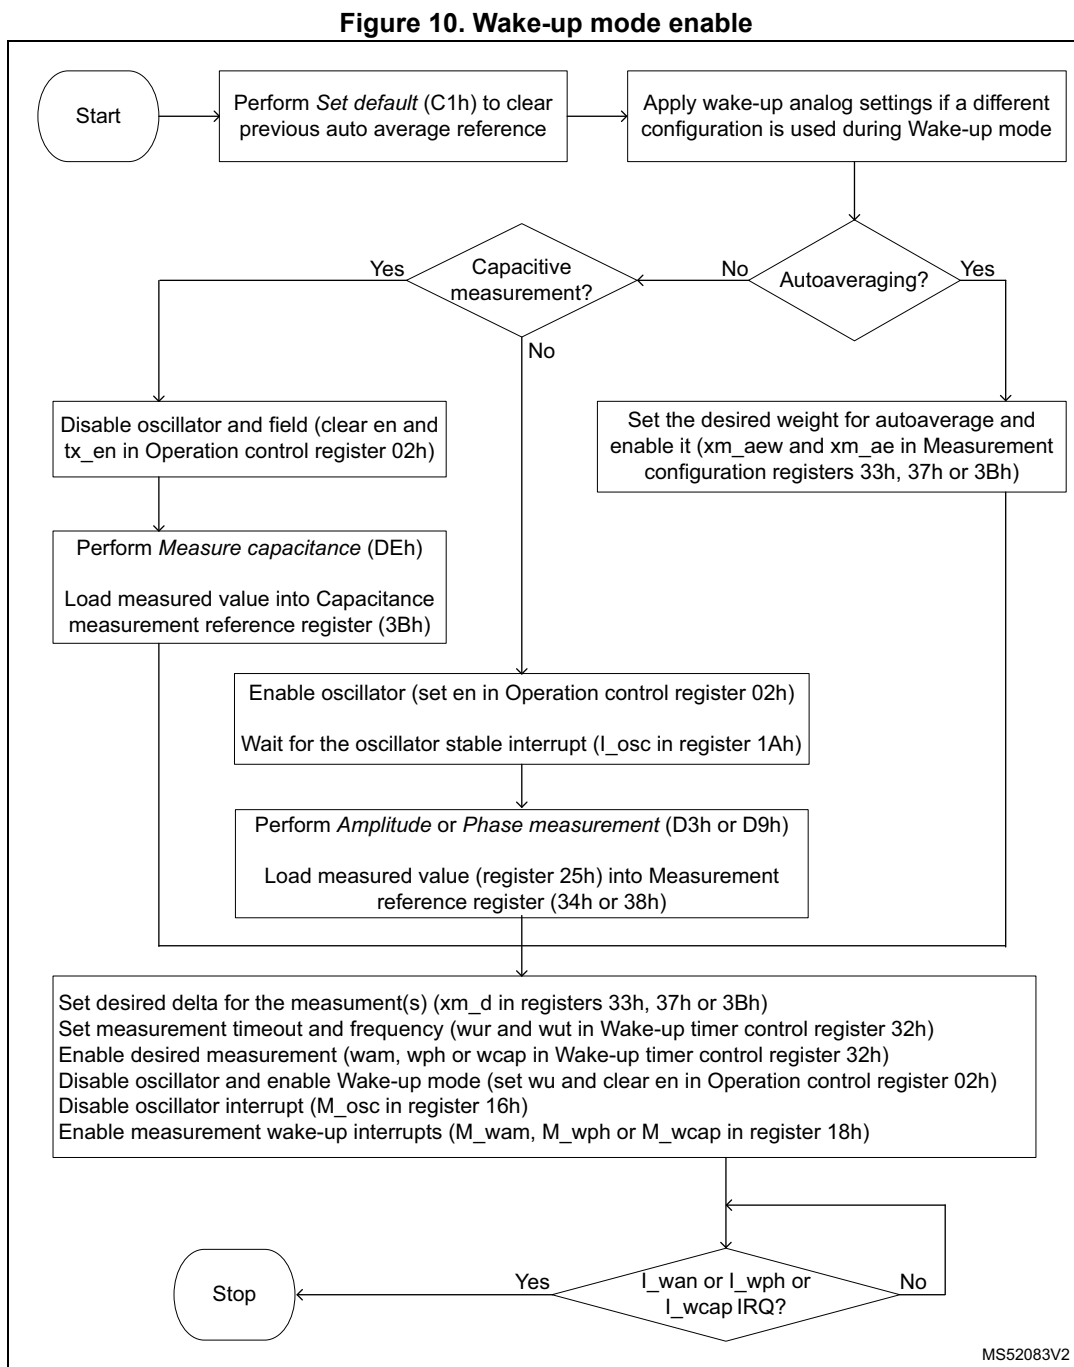 Figure 10. Wake-up mode enable
Start
Perform Set default (C1h) to clear
previous auto average reference
Apply wake-up analog settings if a different
configuration is used during Wake-up mode
Autoaveraging?
No
Yes
Capacitive
measurement?
Yes
No
Disable oscillator and field (clear en and
tx_en in Operation control register 02h)
Set the desired weight for autoaverage and
enable it (xm_aew and xm_ae in Measurement
configuration registers 33h, 37h or 3Bh)
Perform Measure capacitance (DEh)
Load measured value into Capacitance
measurement reference register (3Bh)
Enable oscillator (set en in Operation control register 02h)
Wait for the oscillator stable interrupt (I_osc in register 1Ah)
Perform Amplitude or Phase measurement (D3h or D9h)
Load measured value (register 25h) into Measurement
reference register (34h or 38h)
Set desired delta for the measument(s) (xm_d in registers 33h, 37h or 3Bh)
Set measurement timeout and frequency (wur and wut in Wake-up timer control register 32h)
Enable desired measurement (wam, wph or wcap in Wake-up timer control register 32h)
Disable oscillator and enable Wake-up mode (set wu and clear en in Operation control register 02h)
Disable oscillator interrupt (M_osc in register 16h)
Enable measurement wake-up interrupts (M_wam, M_wph or M_wcap in register 18h)
I_wan or I_wph or
I_wcap IRQ?
Yes
No
Stop
MS52083V2